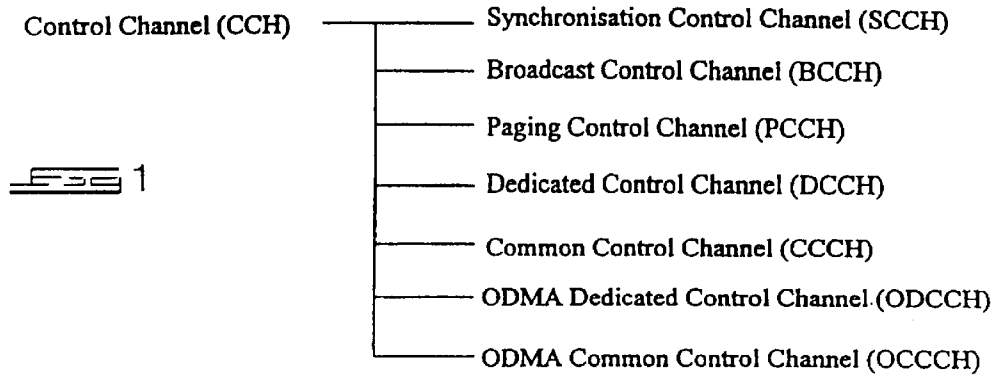 Control Channel (CCH)
Synchronisation Control Channel (SCCH)
Broadcast Control Channel (BCCH)
Paging Control Channel (PCCH)
Dedicated Control Channel (DCCH)
Common Control Channel (CCCH)
ODMA Dedicated Control Channel (ODCCH)
ODMA Common Control Channel (OCCCH)
1